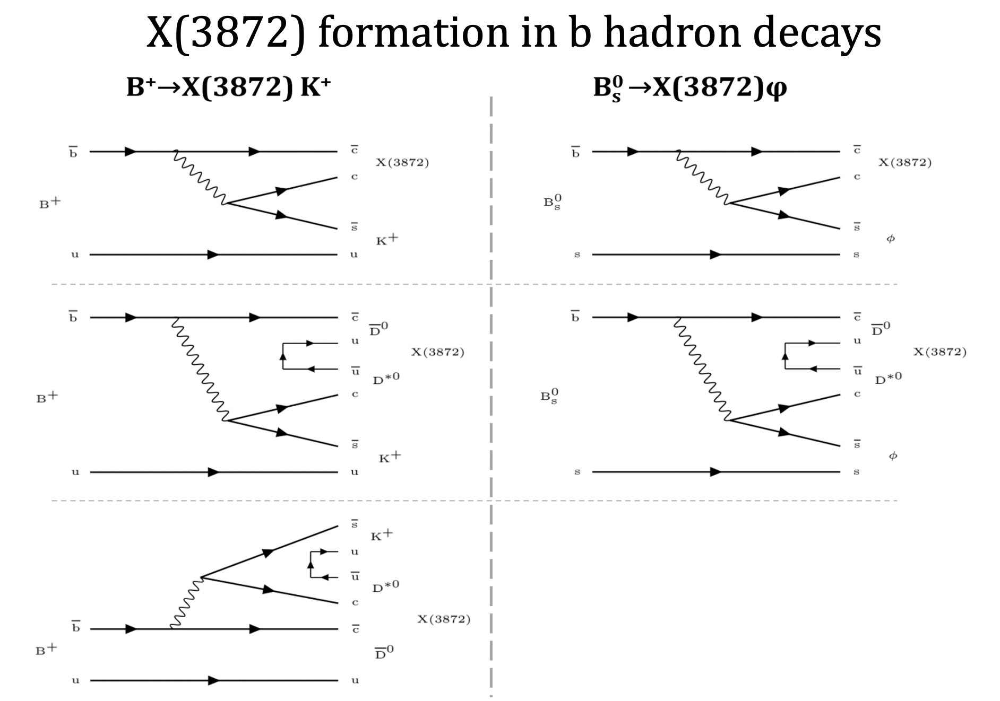 X(3872) formation in b hadron decays
B⁺→X(3872) K⁺
B⁰ₛ→X(3872)φ
b̅
c̅
X(3872)
c
B⁺
s̅
K⁺
u
u
b̅
c̅
X(3872)
c
B⁰ₛ
s̅
ϕ
s
s
b̅
c̅
D̅⁰
u
X(3872)
u̅
D*⁰
c
B⁺
s̅
K⁺
u
u
b̅
c̅
D̅⁰
u
X(3872)
u̅
D*⁰
c
B⁰ₛ
s̅
ϕ
s
s
s̅
K⁺
u
u̅
D*⁰
c
X(3872)
b̅
c̅
B⁺
D̅⁰
u
u